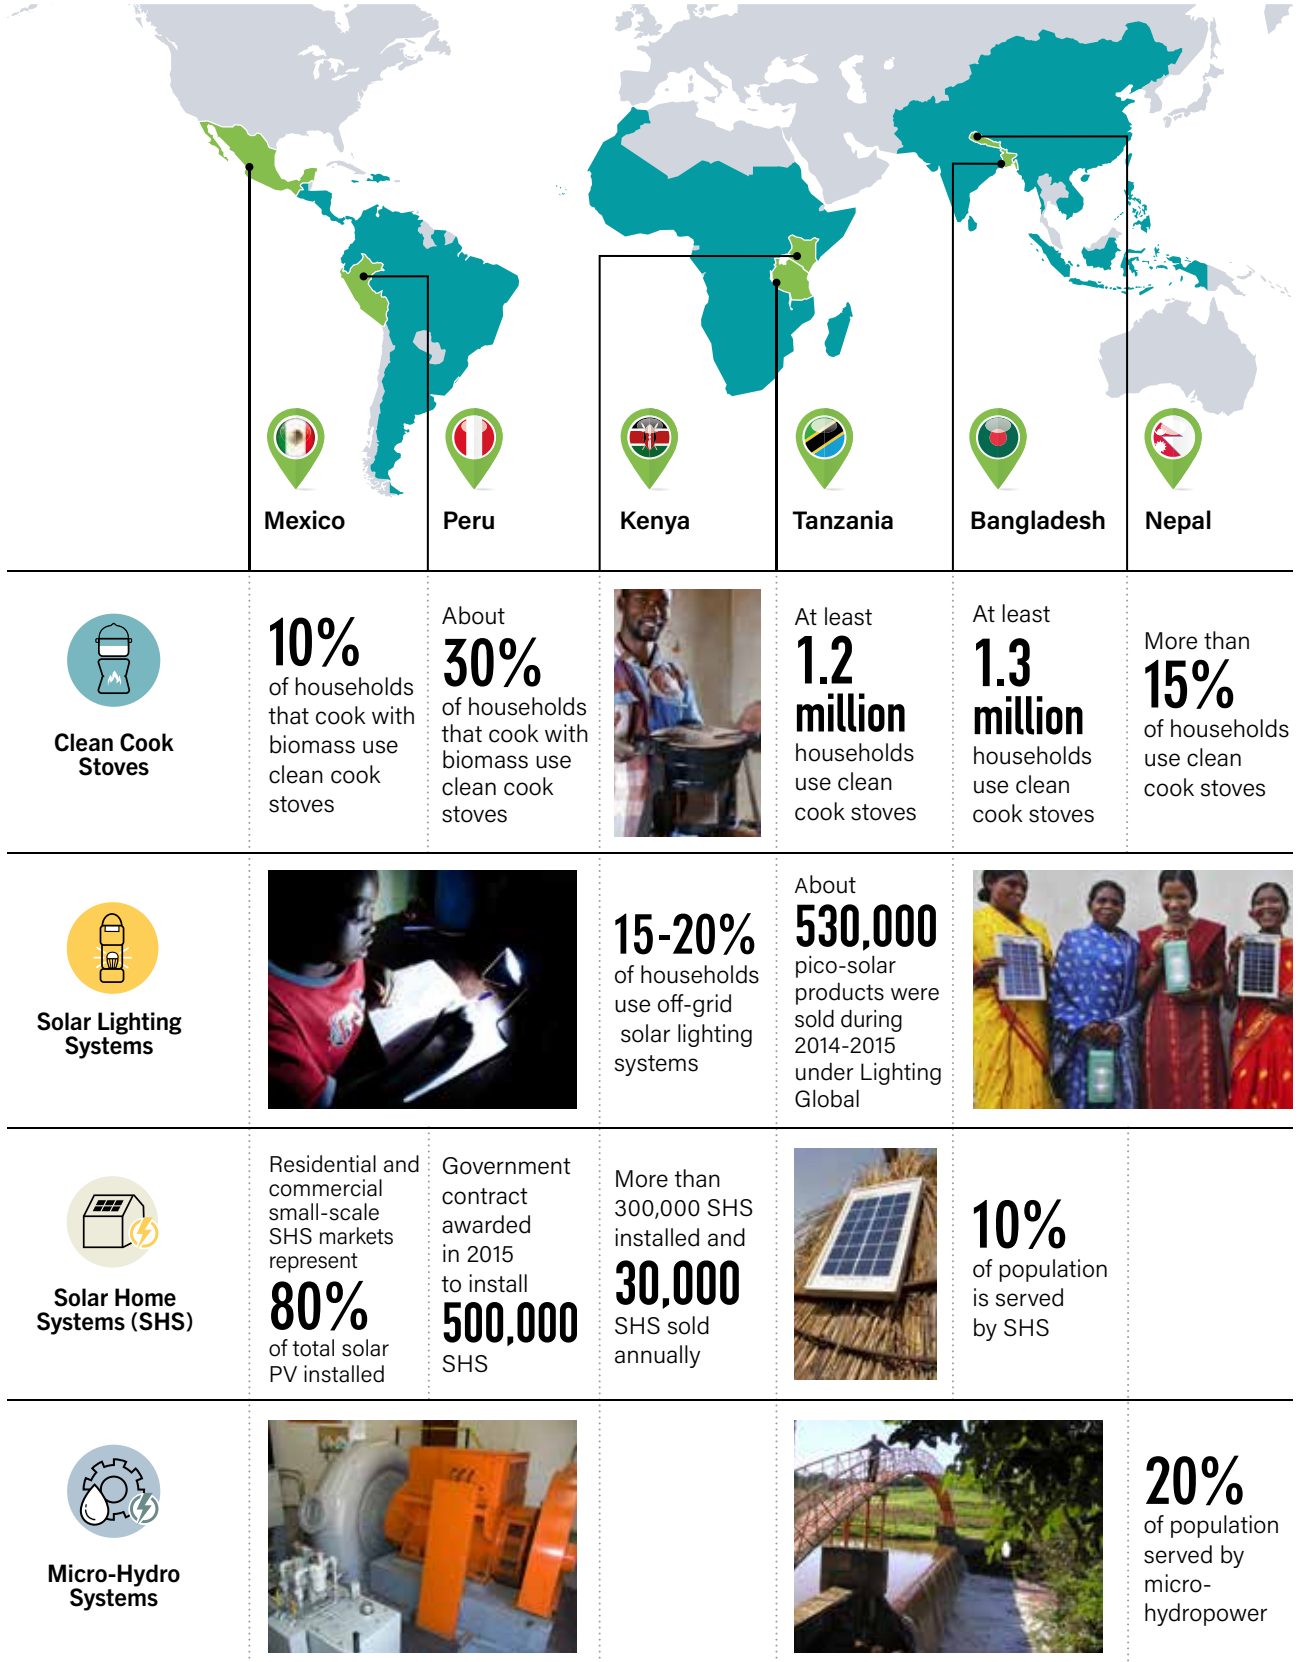 Mexico
Peru
Kenya
Tanzania
Bangladesh
Nepal
Clean Cook
Stoves
10%
of households
that cook with
biomass use
clean cook
stoves
About
30%
of households
that cook with
biomass use
clean cook
stoves
At least
1.2
million
households
use clean
cook stoves
At least
1.3
million
households
use clean
cook stoves
More than
15%
of households
use clean
cook stoves
Solar Lighting
Systems
15-20%
of households
use off-grid
solar lighting
systems
About
530,000
pico-solar
products were
sold during
2014-2015
under Lighting
Global
Solar Home
Systems (SHS)
Residential and
commercial
small-scale
SHS markets
represent
80%
of total solar
PV installed
Government
contract
awarded
in 2015
to install
500,000
SHS
More than
300,000 SHS
installed and
30,000
SHS sold
annually
10%
of population
is served
by SHS
Micro-Hydro
Systems
20%
of population
served by
micro-
hydropower